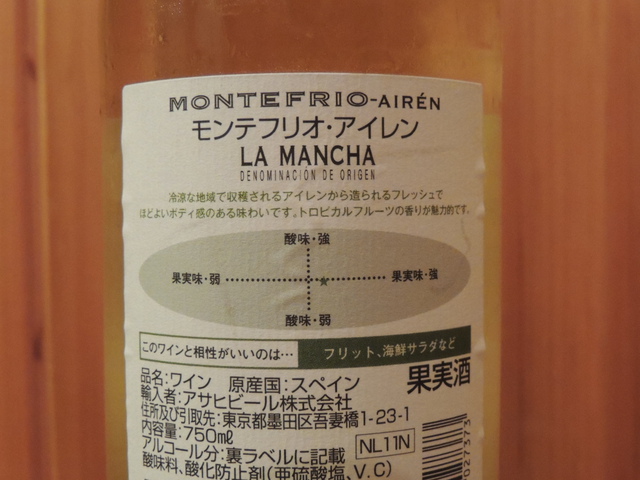 MONTEFRIO-AIRÉN
モンテフリオ・アイレン
LA MANCHA
DENOMINACIÓN DE ORIGEN
冷涼な地域で収穫されるアイレンから造られるフレッシュで
ほどよいボディ感のある味わいです。トロピカルフルーツの香りが魅力的です。
酸味・強
果実味・弱 果実味・強
酸味・弱
このワインと相性がいいのは… フリット、海鮮サラダなど
品名：ワイン 原産国：スペイン 果実酒
輸入者：アサヒビール株式会社
住所及び引取先：東京都墨田区吾妻橋1-23-1
内容量：750mℓ NL11N
アルコール分：裏ラベルに記載
酸味料、酸化防止剤（亜硫酸塩、V.C）
027373